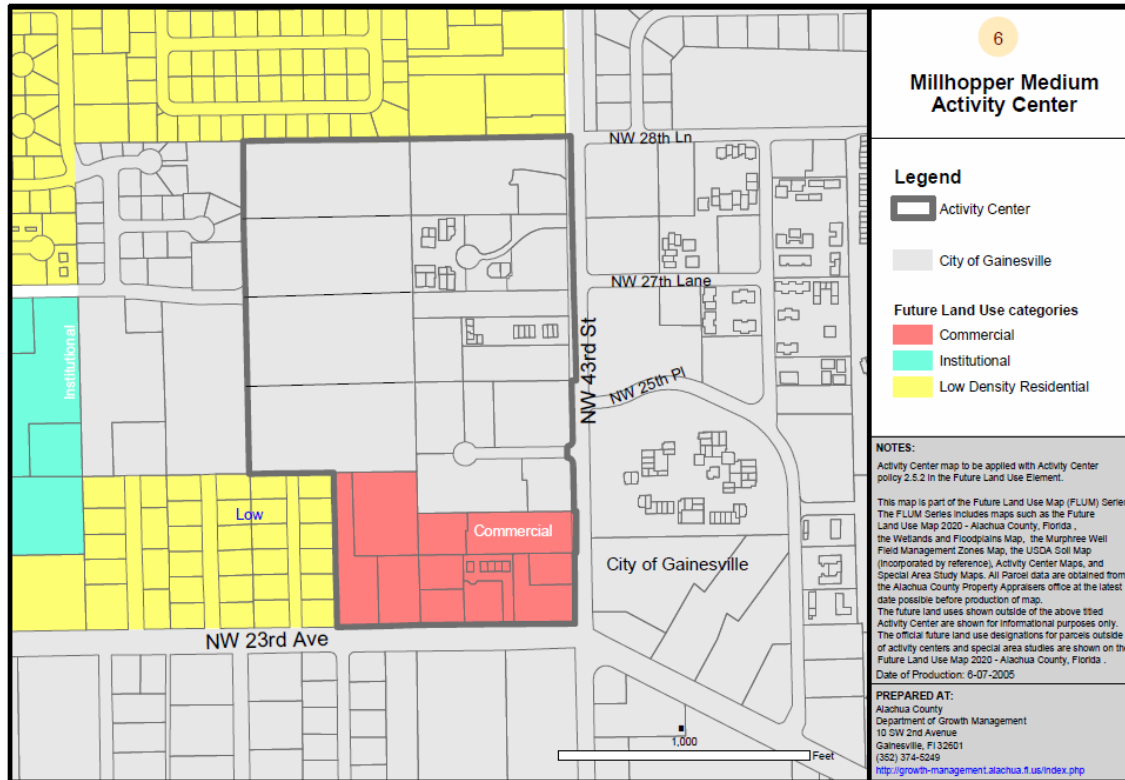 NW 28th Ln
NW 27th Lane
NW 43rd St
NW 25th Pl
Institutional
Low
Commercial
City of Gainesville
NW 23rd Ave
1,000
Feet
6
Millhopper Medium
Activity Center
Legend
Activity Center
City of Gainesville
Future Land Use categories
Commercial
Institutional
Low Density Residential
NOTES:
Activity Center map to be applied with Activity Center
policy 2.5.2 in the Future Land Use Element.
This map is part of the Future Land Use Map (FLUM) Series
The FLUM Series includes maps such as the Future
Land Use Map 2020 - Alachua County, Florida ,
the Wetlands and Floodplains Map, the Murphree Well
Field Management Zones Map, the USDA Soil Map
(Incorporated by reference), Activity Center Maps, and
Special Area Study Maps. All Parcel data are obtained from
the Alachua County Property Appraisers office at the latest
date possible before production of map.
The future land uses shown outside of the above titled
Activity Center are shown for informational purposes only.
The official future land use designations for parcels outside
of activity centers and special area studies are shown on the
Future Land Use Map 2020 - Alachua County, Florida .
Date of Production: 6-07-2005
PREPARED AT:
Alachua County
Department of Growth Management
10 SW 2nd Avenue
Gainesville, Fl 32601
(352) 374-5249
http://growth-management.alachua.fl.us/index.php